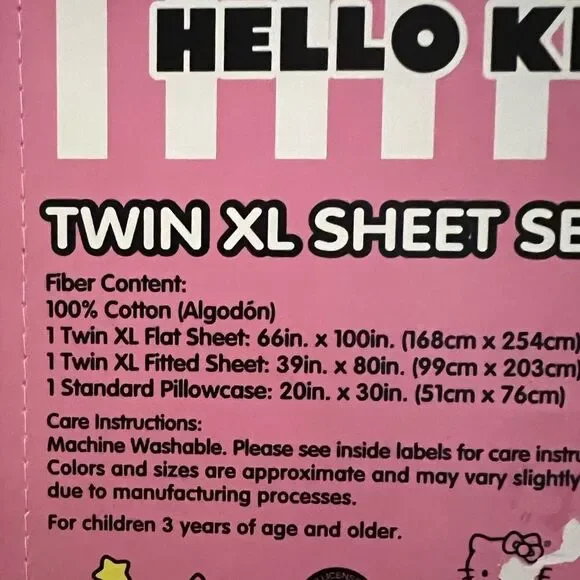 HELLO
TWIN XL SHEET
Fiber Content:
100% Cotton (Algodón)
1 Twin XL Flat Sheet: 66in. x 100in. (168cm x 254cm)
1 Twin XL Fitted Sheet: 39in. x 80in. (99cm x 203cm)
1 Standard Pillowcase: 20in. x 30in. (51cm x 76cm)
Care Instructions:
Machine Washable. Please see inside labels for care
Colors and sizes are approximate and may vary slightly
due to manufacturing processes.
For children 3 years of age and older.